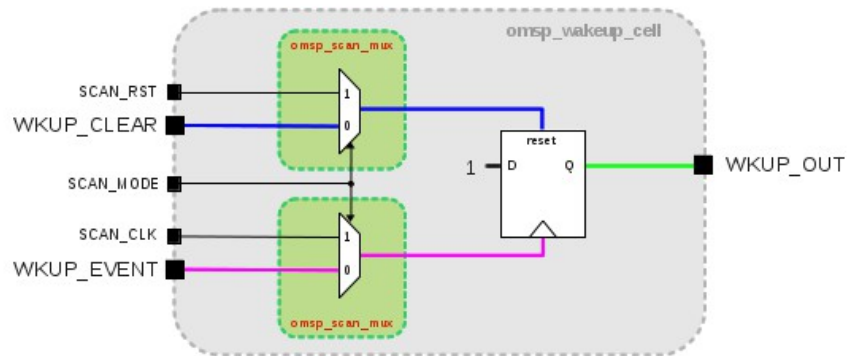 omsp_wakeup_cell
omsp_scan_mux
SCAN_RST
1
WKUP_CLEAR
0
reset
1
D
Q
WKUP_OUT
SCAN_MODE
SCAN_CLK
1
WKUP_EVENT
0
omsp_scan_mux